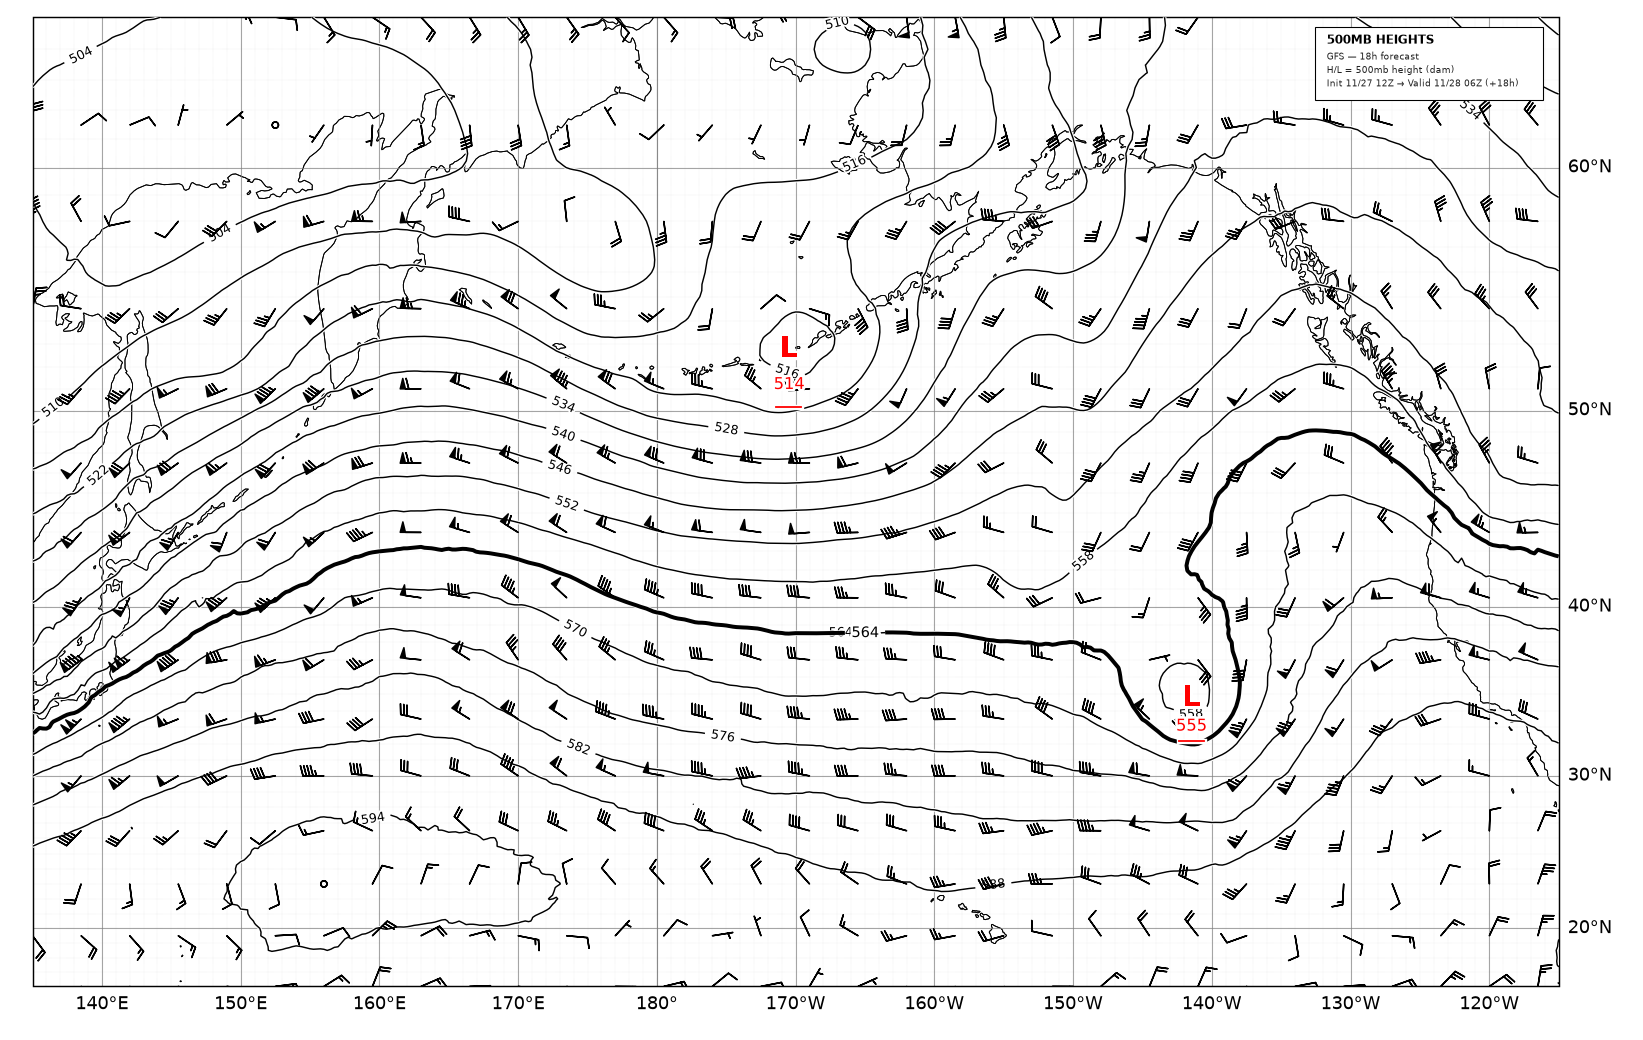 500MB HEIGHTS
GFS — 18h forecast
H/L = 500mb height (dam)
Init 11/27 12Z → Valid 11/28 06Z (+18h)
504
510
534
516
504
516
L
514
510
534
528
540
546
522
552
558
564
564
570
L
558
555
576
582
594
588
60°N
50°N
40°N
30°N
20°N
140°E
150°E
160°E
170°E
180°
170°W
160°W
150°W
140°W
130°W
120°W